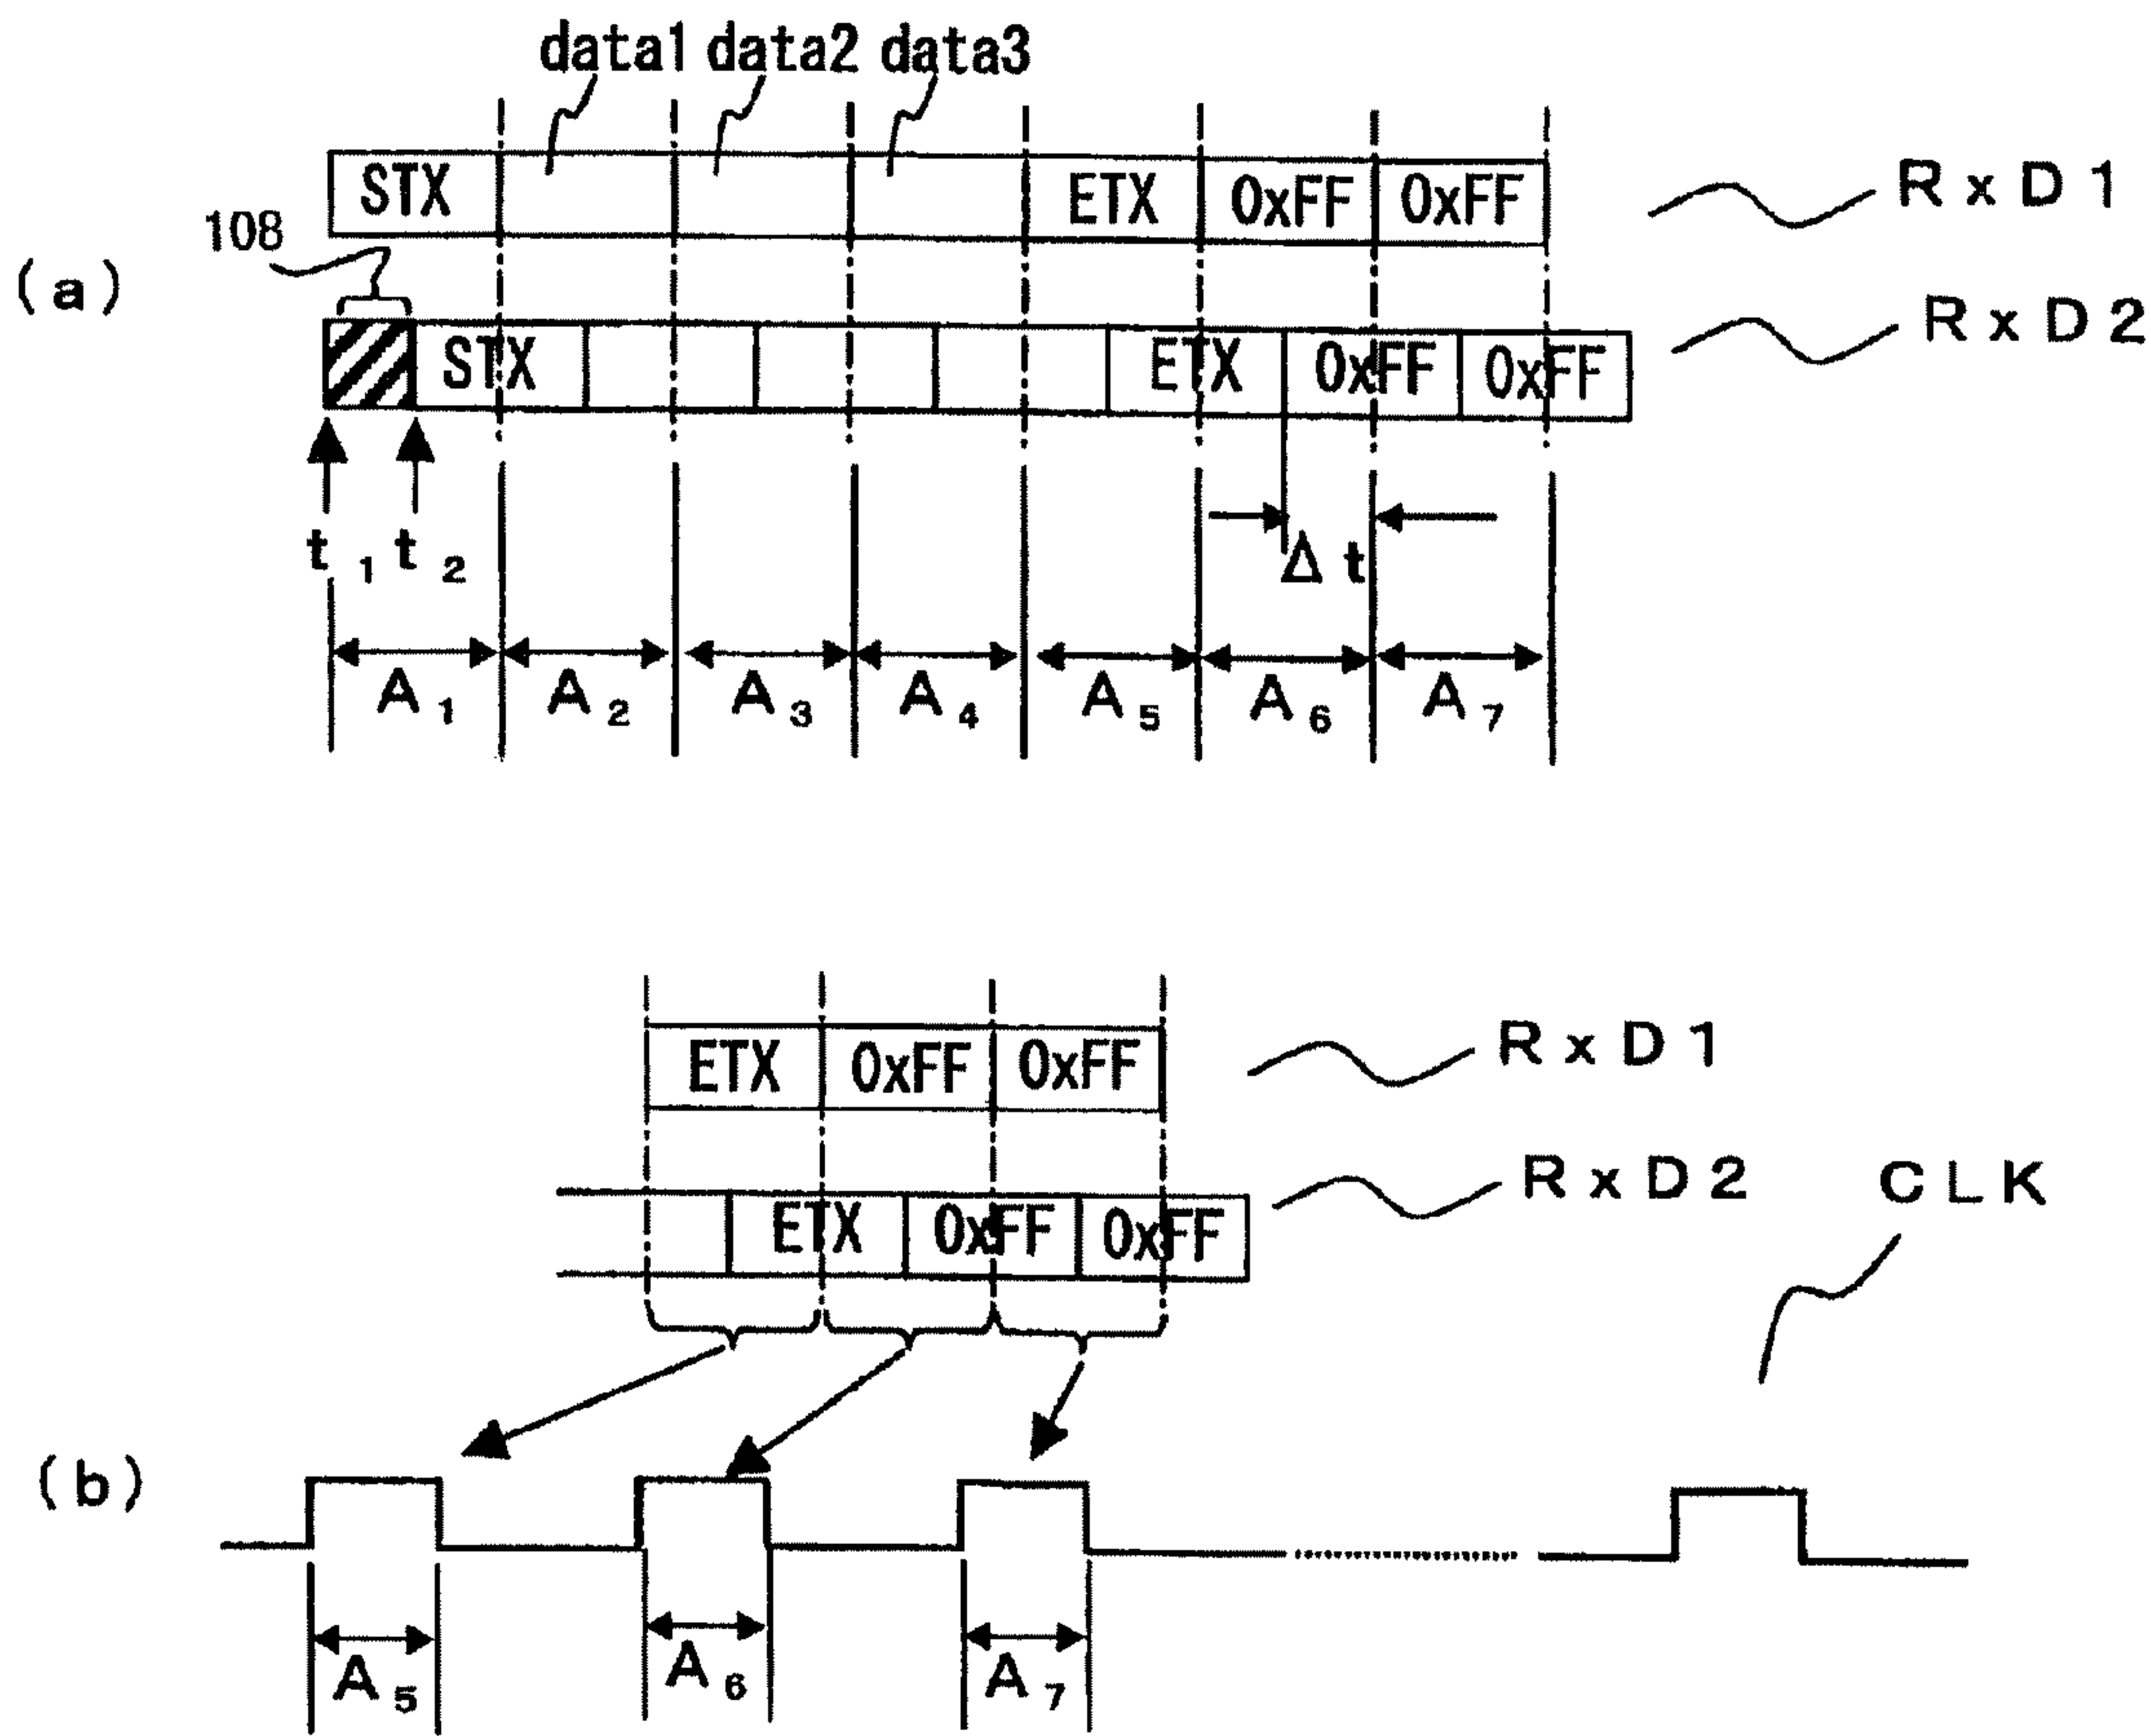 data1 data2 data3
STX ETX 0xFF 0xFF RxD1
108
(a)
STX ETX 0xFF 0xFF RxD2
t1 t2 Δt
A1 A2 A3 A4 A5 A6 A7
ETX 0xFF 0xFF RxD1
ETX 0xFF 0xFF RxD2 CLK
(b)
A5 A6 A7